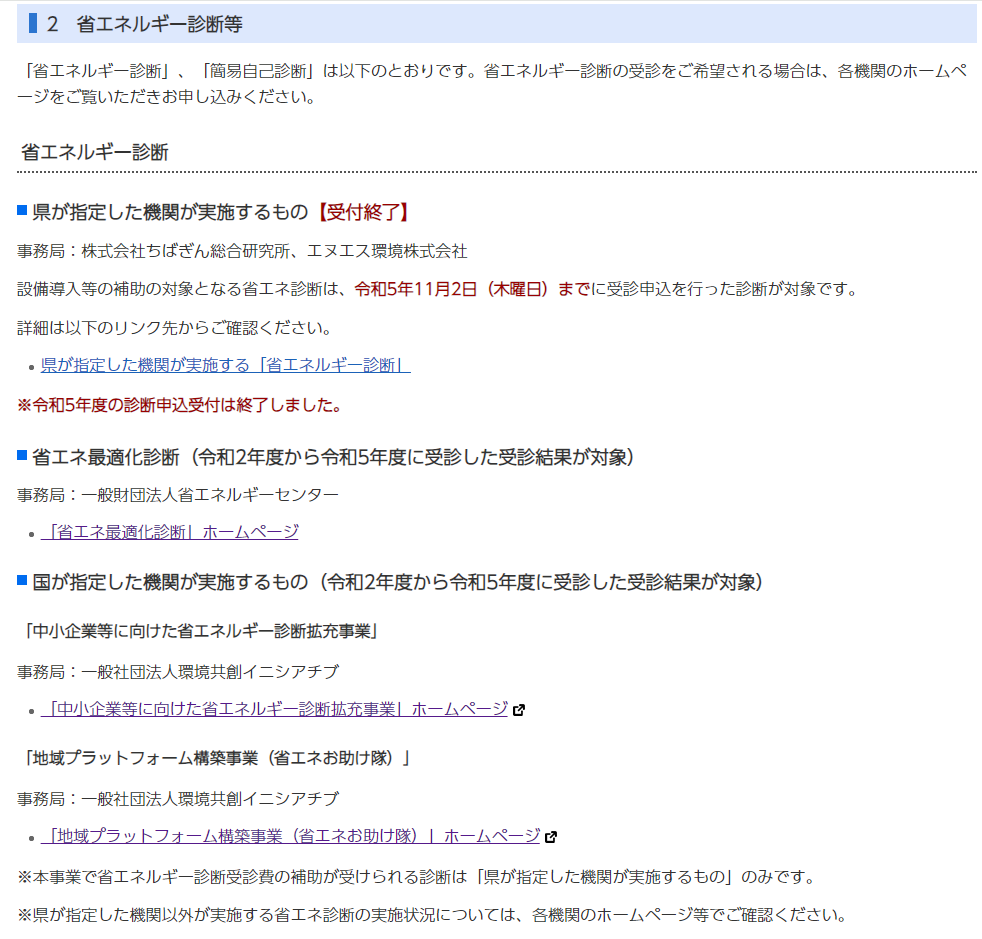 2　省エネルギー診断等
「省エネルギー診断」、「簡易自己診断」は以下のとおりです。省エネルギー診断の受診をご希望される場合は、各機関のホームペ
ージをご覧いただきお申し込みください。
省エネルギー診断
県が指定した機関が実施するもの【受付終了】
事務局：株式会社ちばぎん総合研究所、エヌエス環境株式会社
設備導入等の補助の対象となる省エネ診断は、令和5年11月2日（木曜日）までに受診申込を行った診断が対象です。
詳細は以下のリンク先からご確認ください。
• 県が指定した機関が実施する「省エネルギー診断」
※令和5年度の診断申込受付は終了しました。
省エネ最適化診断（令和2年度から令和5年度に受診した受診結果が対象）
事務局：一般財団法人省エネルギーセンター
• 「省エネ最適化診断」ホームページ
国が指定した機関が実施するもの（令和2年度から令和5年度に受診した受診結果が対象）
「中小企業等に向けた省エネルギー診断拡充事業」
事務局：一般社団法人環境共創イニシアチブ
• 「中小企業等に向けた省エネルギー診断拡充事業」ホームページ
「地域プラットフォーム構築事業（省エネお助け隊）」
事務局：一般社団法人環境共創イニシアチブ
• 「地域プラットフォーム構築事業（省エネお助け隊）」ホームページ
※本事業で省エネルギー診断受診費の補助が受けられる診断は「県が指定した機関が実施するもの」のみです。
※県が指定した機関以外が実施する省エネ診断の実施状況については、各機関のホームページ等でご確認ください。